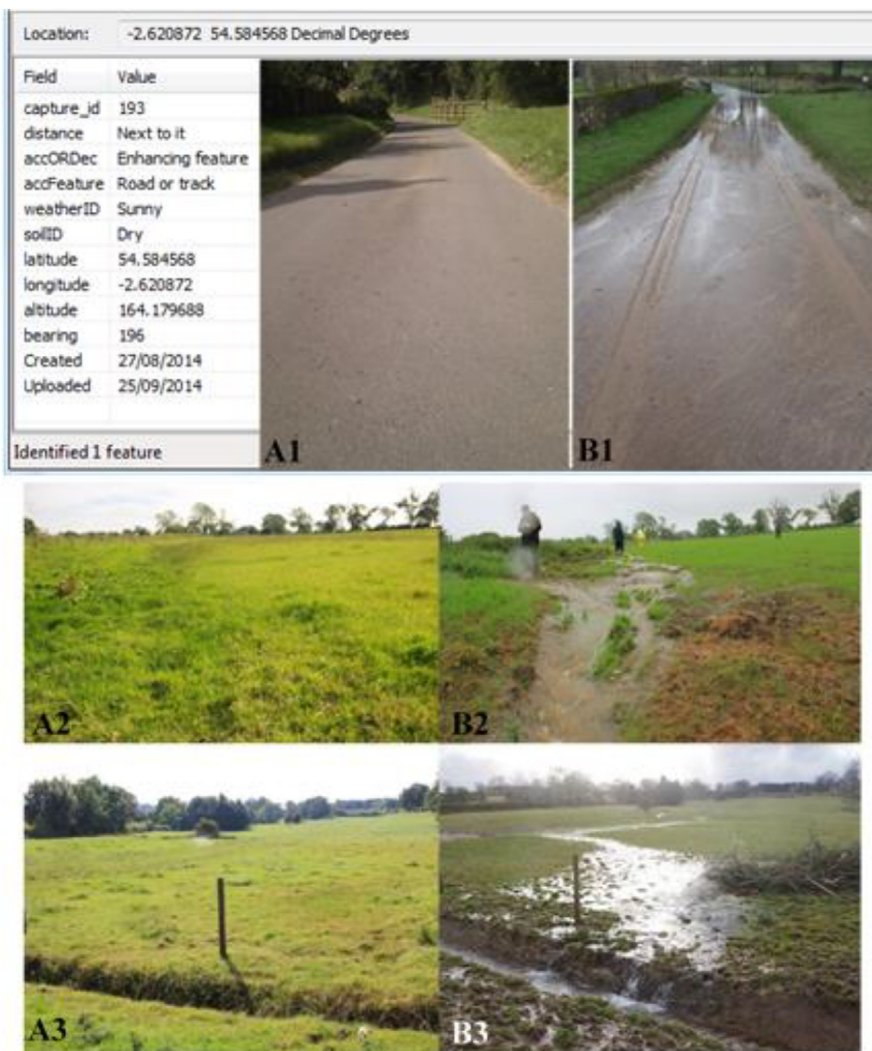 Location: -2.620872 54.584568 Decimal Degrees
Field Value
capture_id 193
distance Next to it
accORDec Enhancing feature
accFeature Road or track
weatherID Sunny
soilID Dry
latitude 54.584568
longitude -2.620872
altitude 164.179688
bearing 196
Created 27/08/2014
Uploaded 25/09/2014
Identified 1 feature
A1 B1
A2 B2
A3 B3